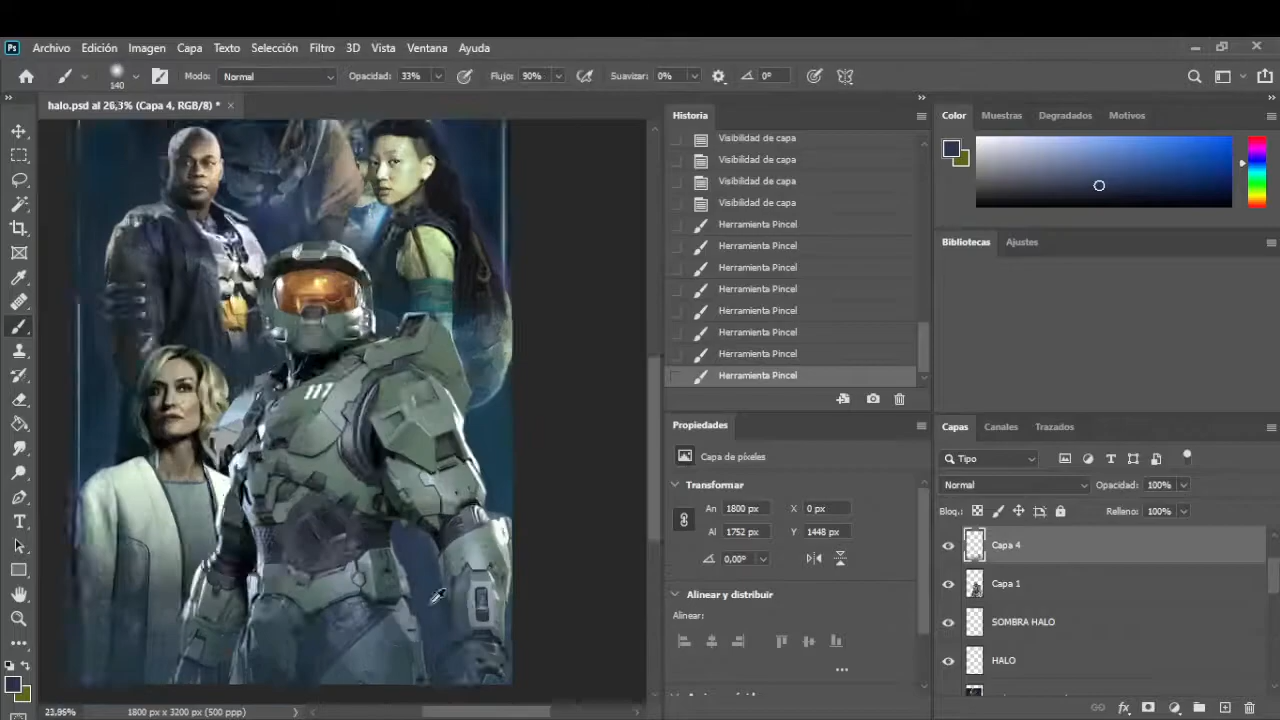 Ps Archivo Edición Imagen Capa Texto Selección Filtro 3D Vista Ventana Ayuda
140 Modo: Normal Opacidad: 33% Flujo: 90% Suavizar: 0% 0°
halo.psd al 26,3% (Capa 4, RGB/8) *
Historia
Visibilidad de capa
Visibilidad de capa
Visibilidad de capa
Visibilidad de capa
Herramienta Pincel
Herramienta Pincel
Herramienta Pincel
Herramienta Pincel
Herramienta Pincel
Herramienta Pincel
Herramienta Pincel
Herramienta Pincel
Propiedades
Capa de píxeles
Transformar
An 1800 px X 0 px
Al 1752 px Y 1448 px
0,00°
Alinear y distribuir
Alinear:
Color Muestras Degradados Motivos
Bibliotecas Ajustes
Capas Canales Trazados
Tipo
Normal Opacidad: 100%
Bloq.: Relleno: 100%
Capa 4
Capa 1
SOMBRA HALO
HALO
117
23,96% 1800 px x 3200 px (500 ppp)